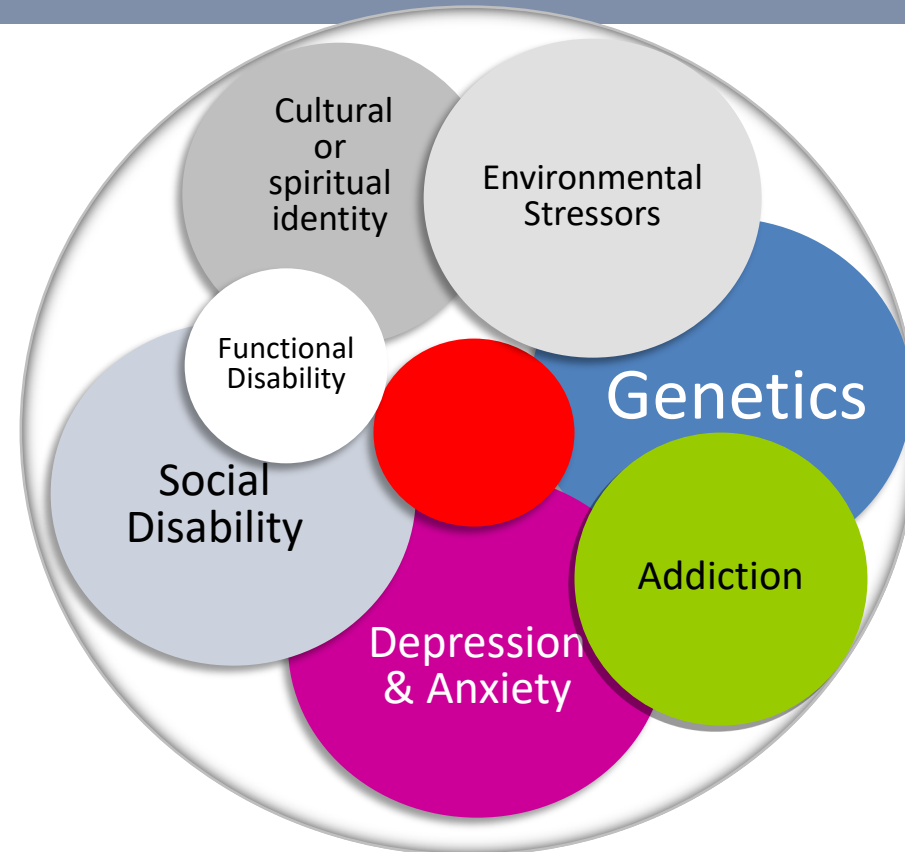 Cultural
or
spiritual
identity
Environmental
Stressors
Functional
Disability
Genetics
Social
Disability
Addiction
Depression
& Anxiety